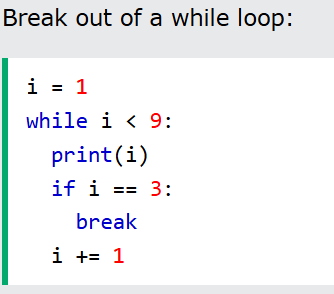 Break out of a while loop:
i = 1
while i < 9:
  print(i)
  if i == 3:
    break
  i += 1